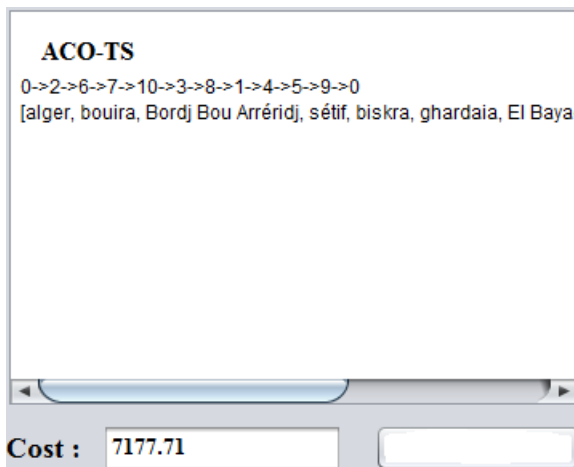 ACO-TS
0->2->6->7->10->3->8->1->4->5->9->0
[alger, bouira, Bordj Bou Arréridj, sétif, biskra, ghardaia, El Baya
Cost : 7177.71